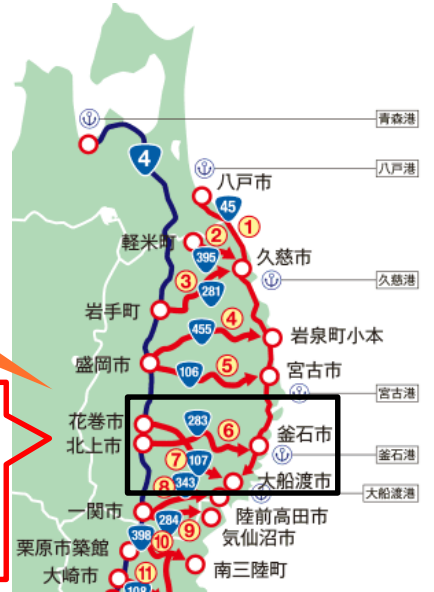 青森港
4
八戸港
八戸市
45
①
軽米町
②
395
久慈市
久慈港
③
281
岩手町
④
455
岩泉町小本
盛岡市
⑤
106
宮古市
宮古港
花巻市
283
⑥
釜石市
北上市
釜石港
⑦
107
大船渡市
⑧
343
大船渡港
一関市
284
⑨
陸前高田市
気仙沼市
398
⑩
栗原市築館
南三陸町
大崎市
⑪
108